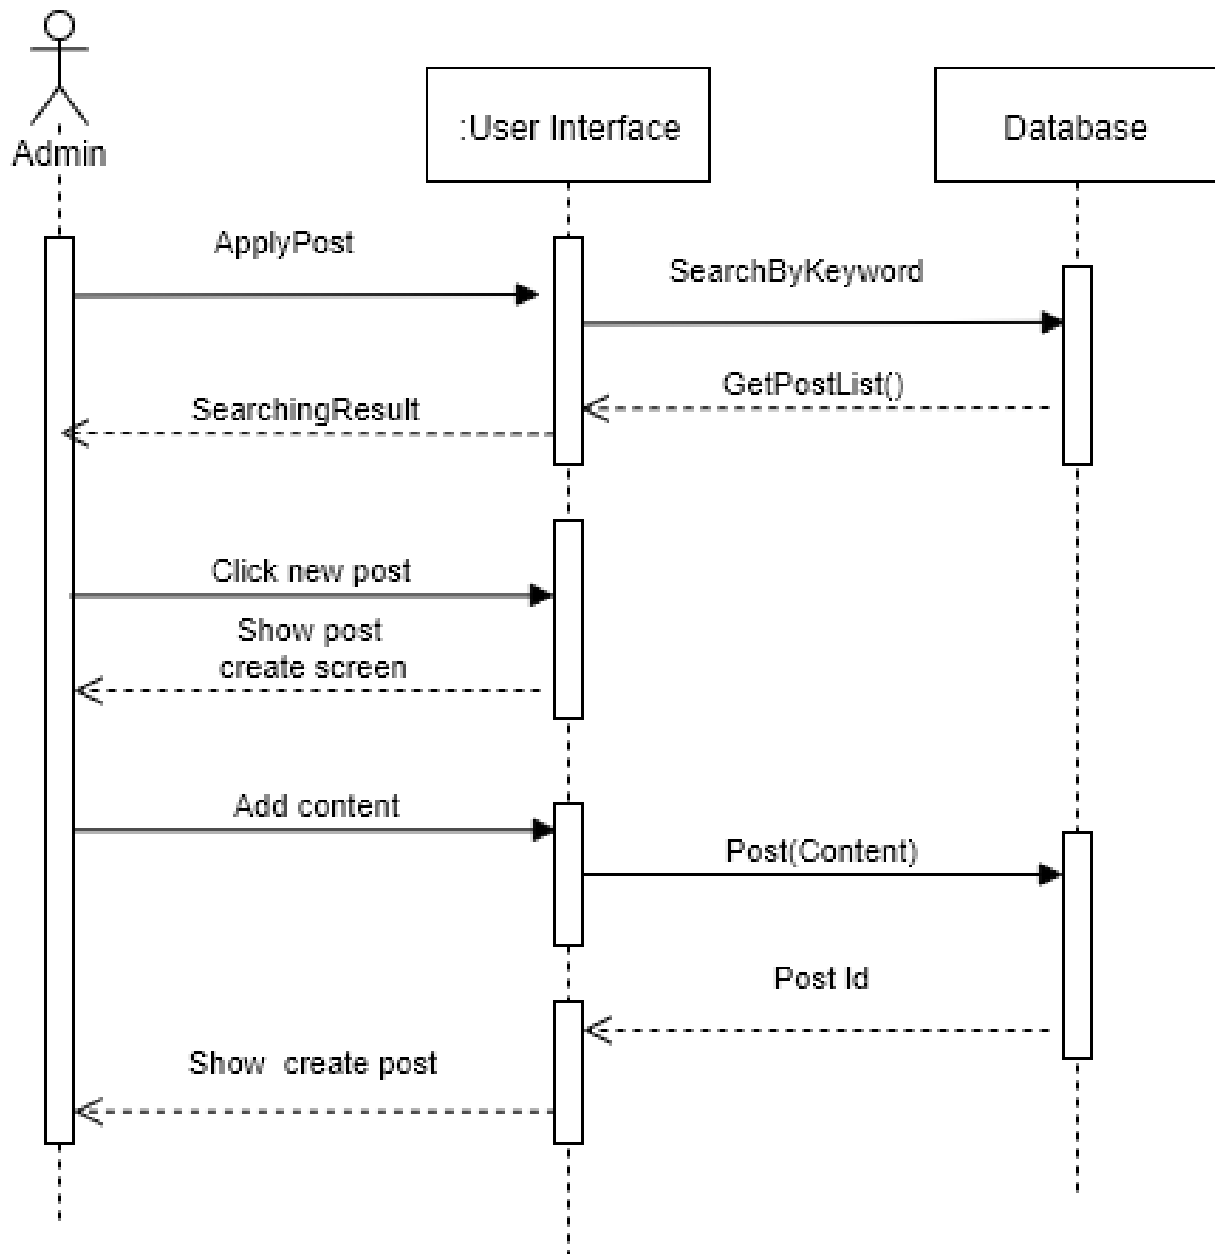 :User Interface
Database
Admin
ApplyPost
SearchByKeyword
GetPostList()
SearchingResult
Click new post
Show post
create screen
Add content
Post(Content)
Post Id
Show create post